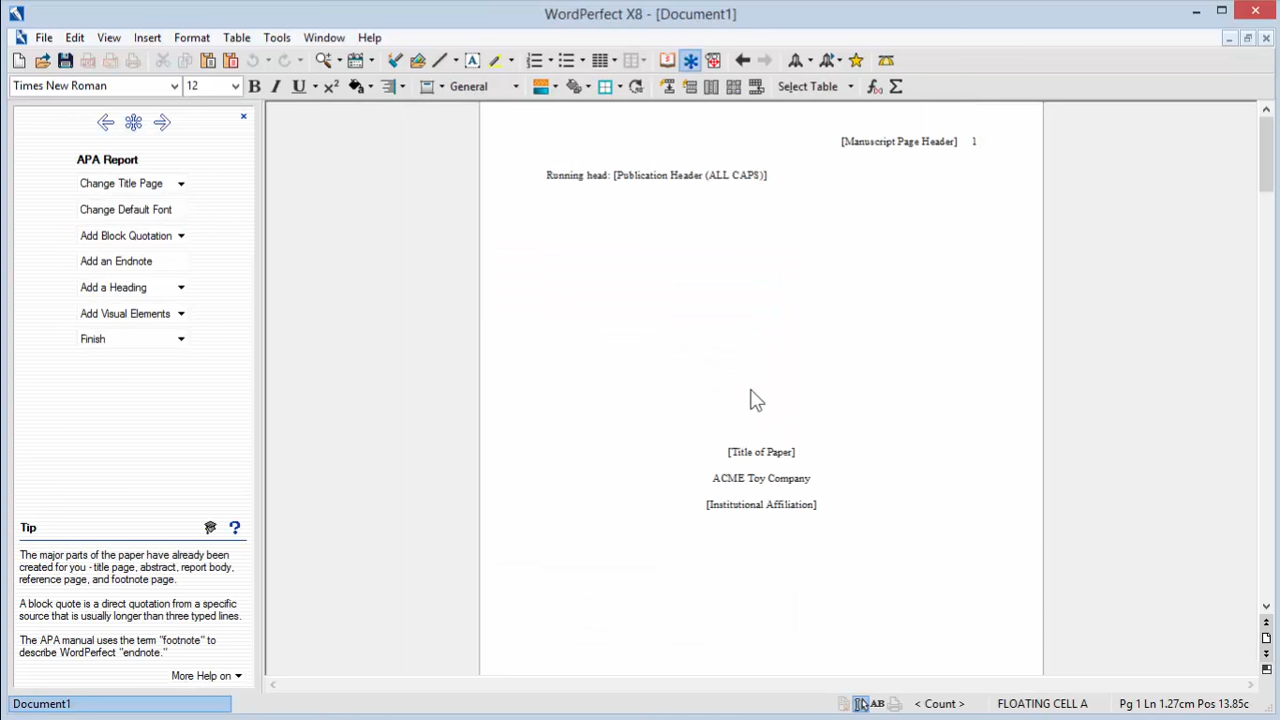 WordPerfect X8 - [Document1]
File Edit View Insert Format Table Tools Window Help
Times New Roman 12 B I U x² General Select Table f(x) Σ
APA Report
Change Title Page
Change Default Font
Add Block Quotation
Add an Endnote
Add a Heading
Add Visual Elements
Finish
Tip
The major parts of the paper have already been
created for you - title page, abstract, report body,
reference page, and footnote page.
A block quote is a direct quotation from a specific
source that is usually longer than three typed lines.
The APA manual uses the term "footnote" to
describe WordPerfect "endnote."
More Help on
[Manuscript Page Header] 1
Running head: [Publication Header (ALL CAPS)]
[Title of Paper]
ACME Toy Company
[Institutional Affiliation]
Document1 AB < Count > FLOATING CELL A Pg 1 Ln 1.27cm Pos 13.85c